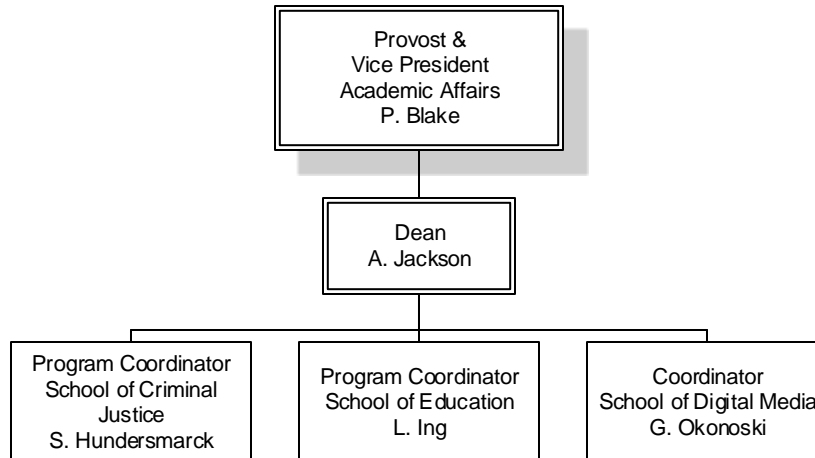 Provost &
Vice President
Academic Affairs
P. Blake
Dean
A. Jackson
Program Coordinator
School of Criminal
Justice
S. Hundersmarck
Program Coordinator
School of Education
L. Ing
Coordinator
School of Digital Media
G. Okonoski